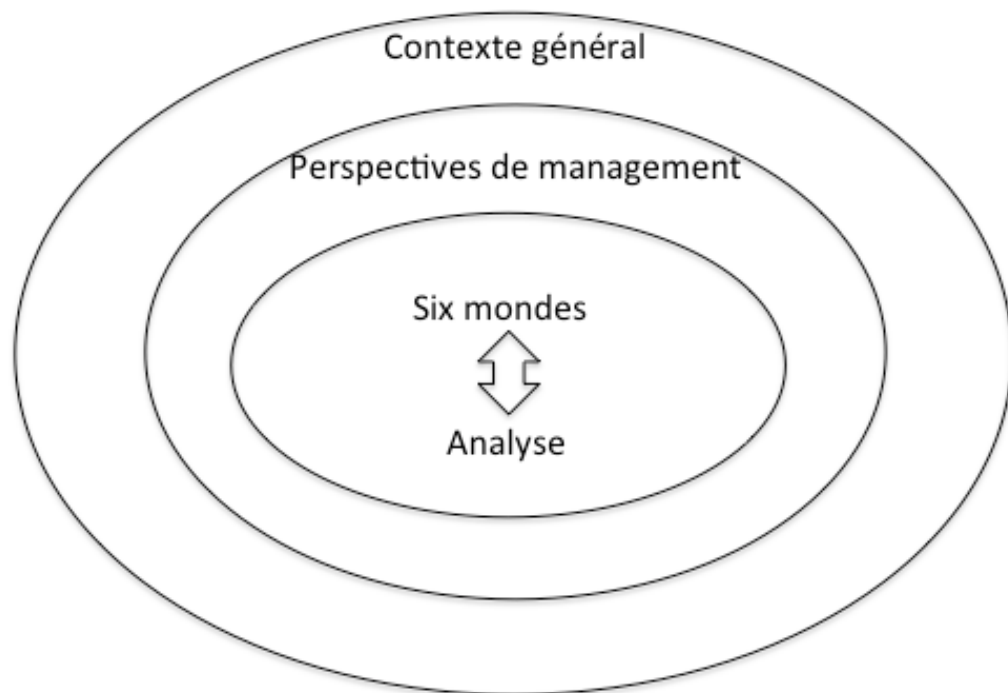 Contexte général
Perspectives de management
Six mondes
Analyse